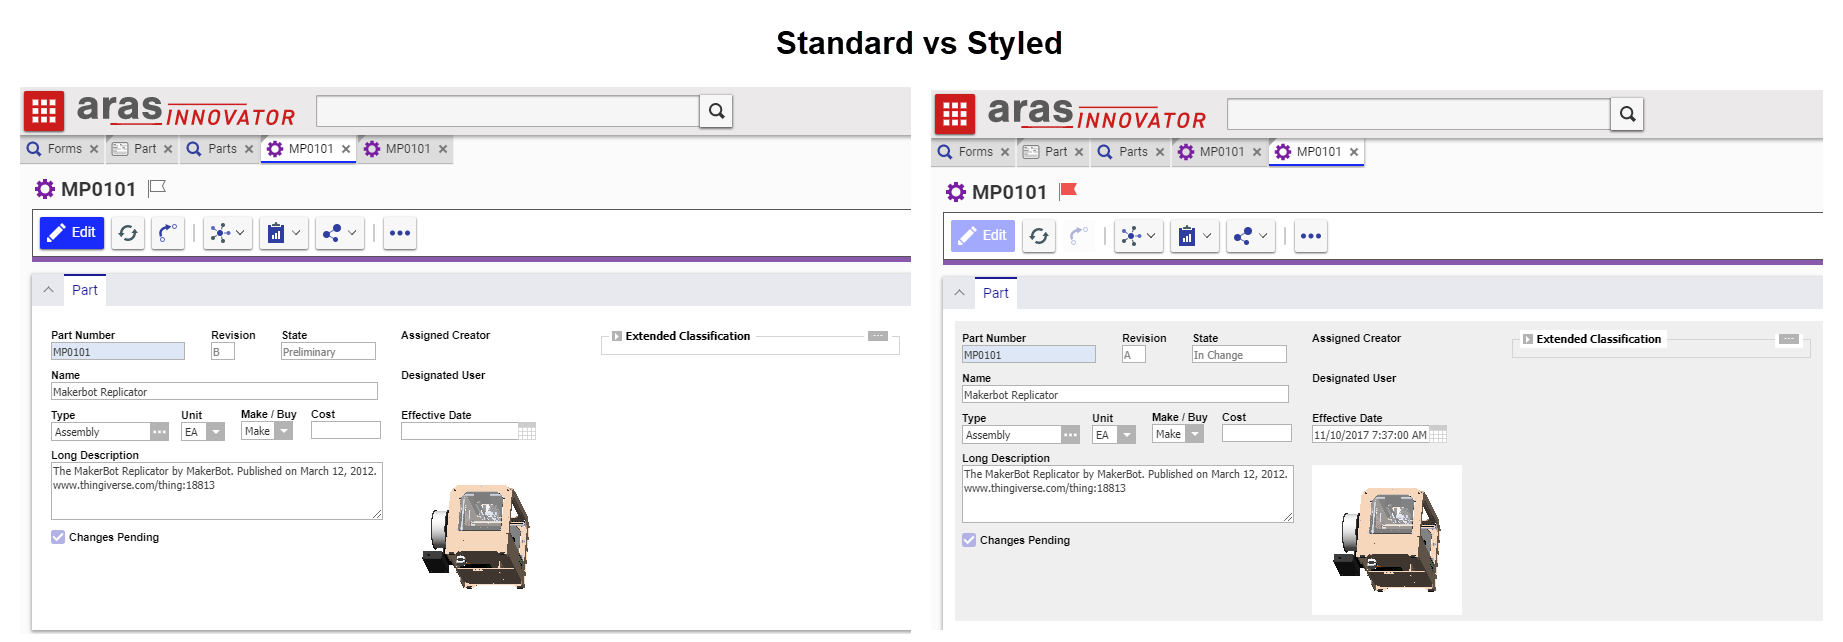 Standard vs Styled
aras INNOVATOR
Forms Part Parts MP0101 MP0101
MP0101
Edit
Part
Part Number Revision State Assigned Creator Extended Classification
MP0101 B Preliminary
Name Designated User
Makerbot Replicator
Type Unit Make / Buy Cost Effective Date
Assembly EA Make
Long Description
The MakerBot Replicator by MakerBot. Published on March 12, 2012.
www.thingiverse.com/thing:18813
Changes Pending
aras INNOVATOR
Forms Part Parts MP0101 MP0101
MP0101
Edit
Part
Part Number Revision State Assigned Creator Extended Classification
MP0101 A In Change
Name Designated User
Makerbot Replicator
Type Unit Make / Buy Cost Effective Date
Assembly EA Make 11/10/2017 7:37:00 AM
Long Description
The MakerBot Replicator by MakerBot. Published on March 12, 2012.
www.thingiverse.com/thing:18813
Changes Pending